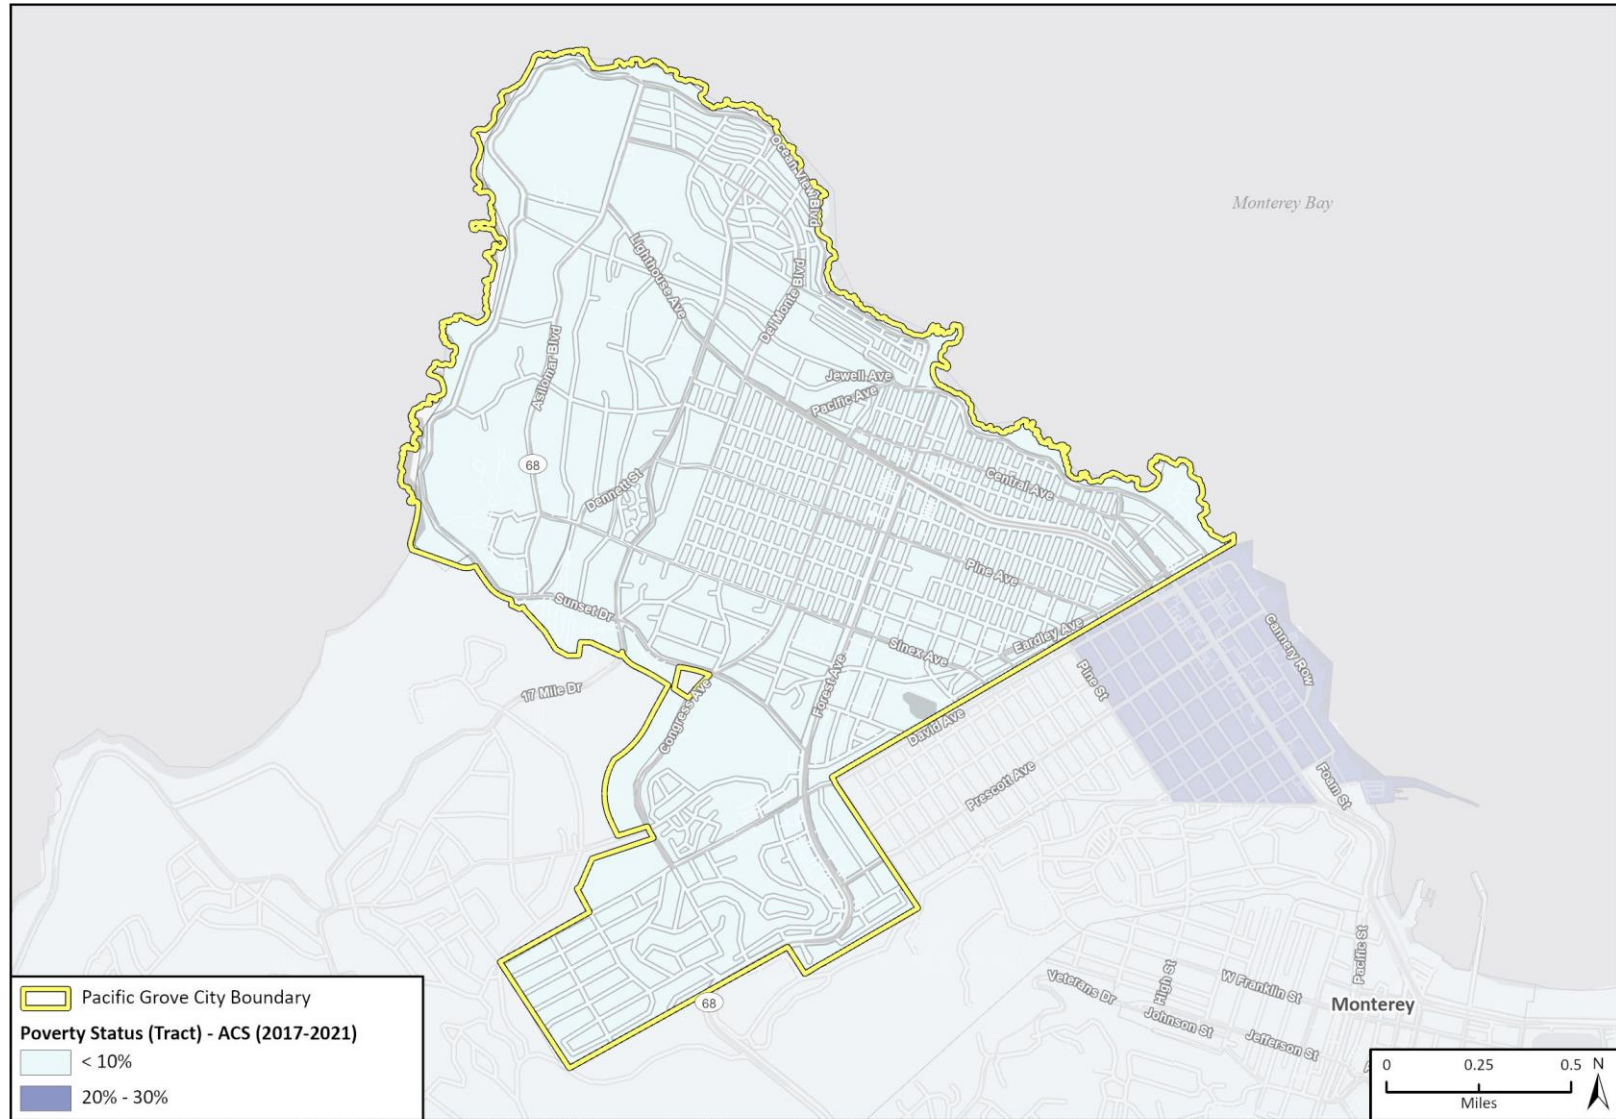 Monterey Bay
Ocean View Blvd
Lighthouse Ave
Del Monte Blvd
Asilomar Blvd
Jewell Ave
Pacific Ave
68
Dennett St
Central Ave
Pine Ave
Sunset Dr
Sinex Ave
Eardley Ave
Cannery Row
Pine St
17 Mile Dr
Congress Ave
Forest Ave
David Ave
Prescott Ave
Foam St
Pacific St
High St
W Franklin St
Veterans Dr
Johnson St
Jefferson St
Monterey
68
Pacific Grove City Boundary
Poverty Status (Tract) - ACS (2017-2021)
< 10%
20% - 30%
0 0.25 0.5 N
Miles